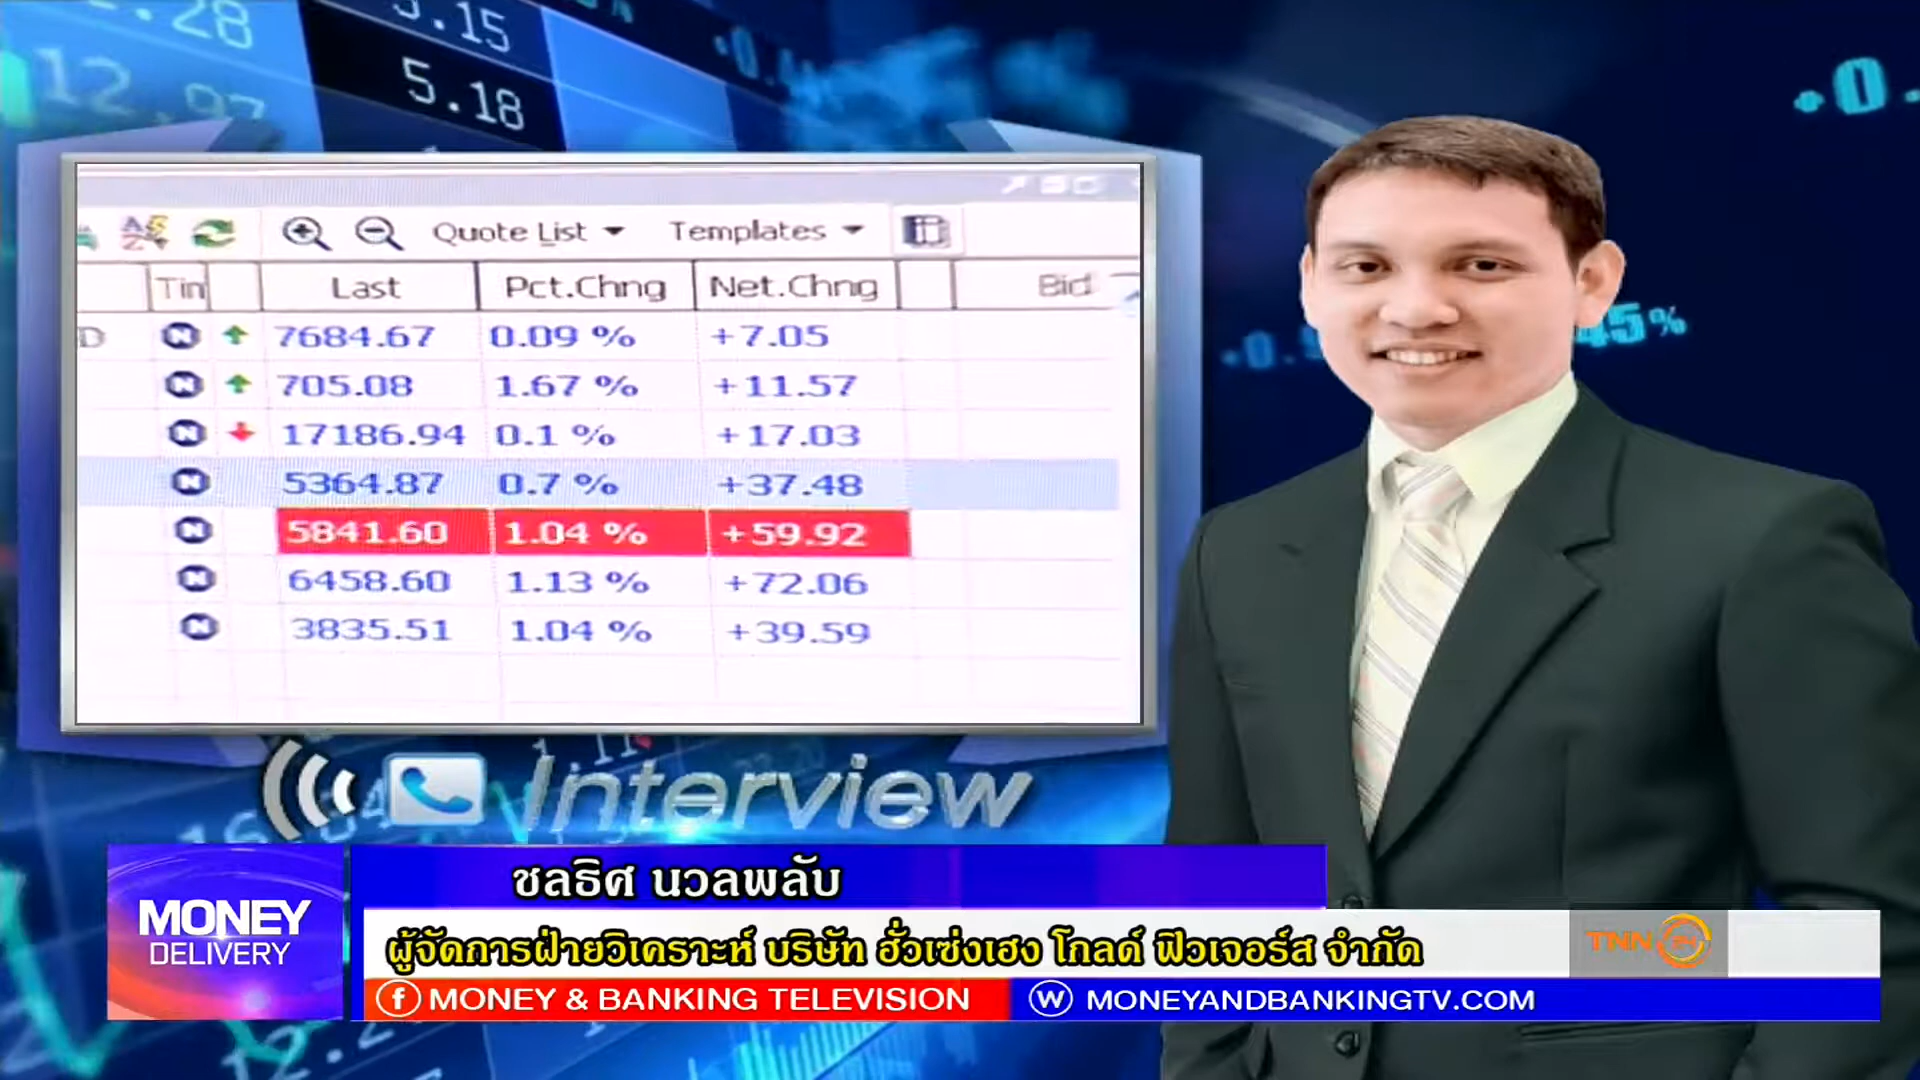 .28
5.15
12.97
5.18
+0.
Quote List
Templates
Tin Last Pct.Chng Net.Chng Bid
D N 7684.67 0.09 % +7.05
N 705.08 1.67 % +11.57
N 17186.94 0.1 % +17.03
N 5364.87 0.7 % +37.48
N 5841.60 1.04 % +59.92
N 6458.60 1.13 % +72.06
N 3835.51 1.04 % +39.59
45%
Interview
ชลธิศ นวลพลับ
MONEY
DELIVERY
ผู้จัดการฝ่ายวิเคราะห์ บริษัท ฮั่วเซ่งเฮง โกลด์ ฟิวเจอร์ส จำกัด
TNN 24
f MONEY & BANKING TELEVISION
W MONEYANDBANKINGTV.COM